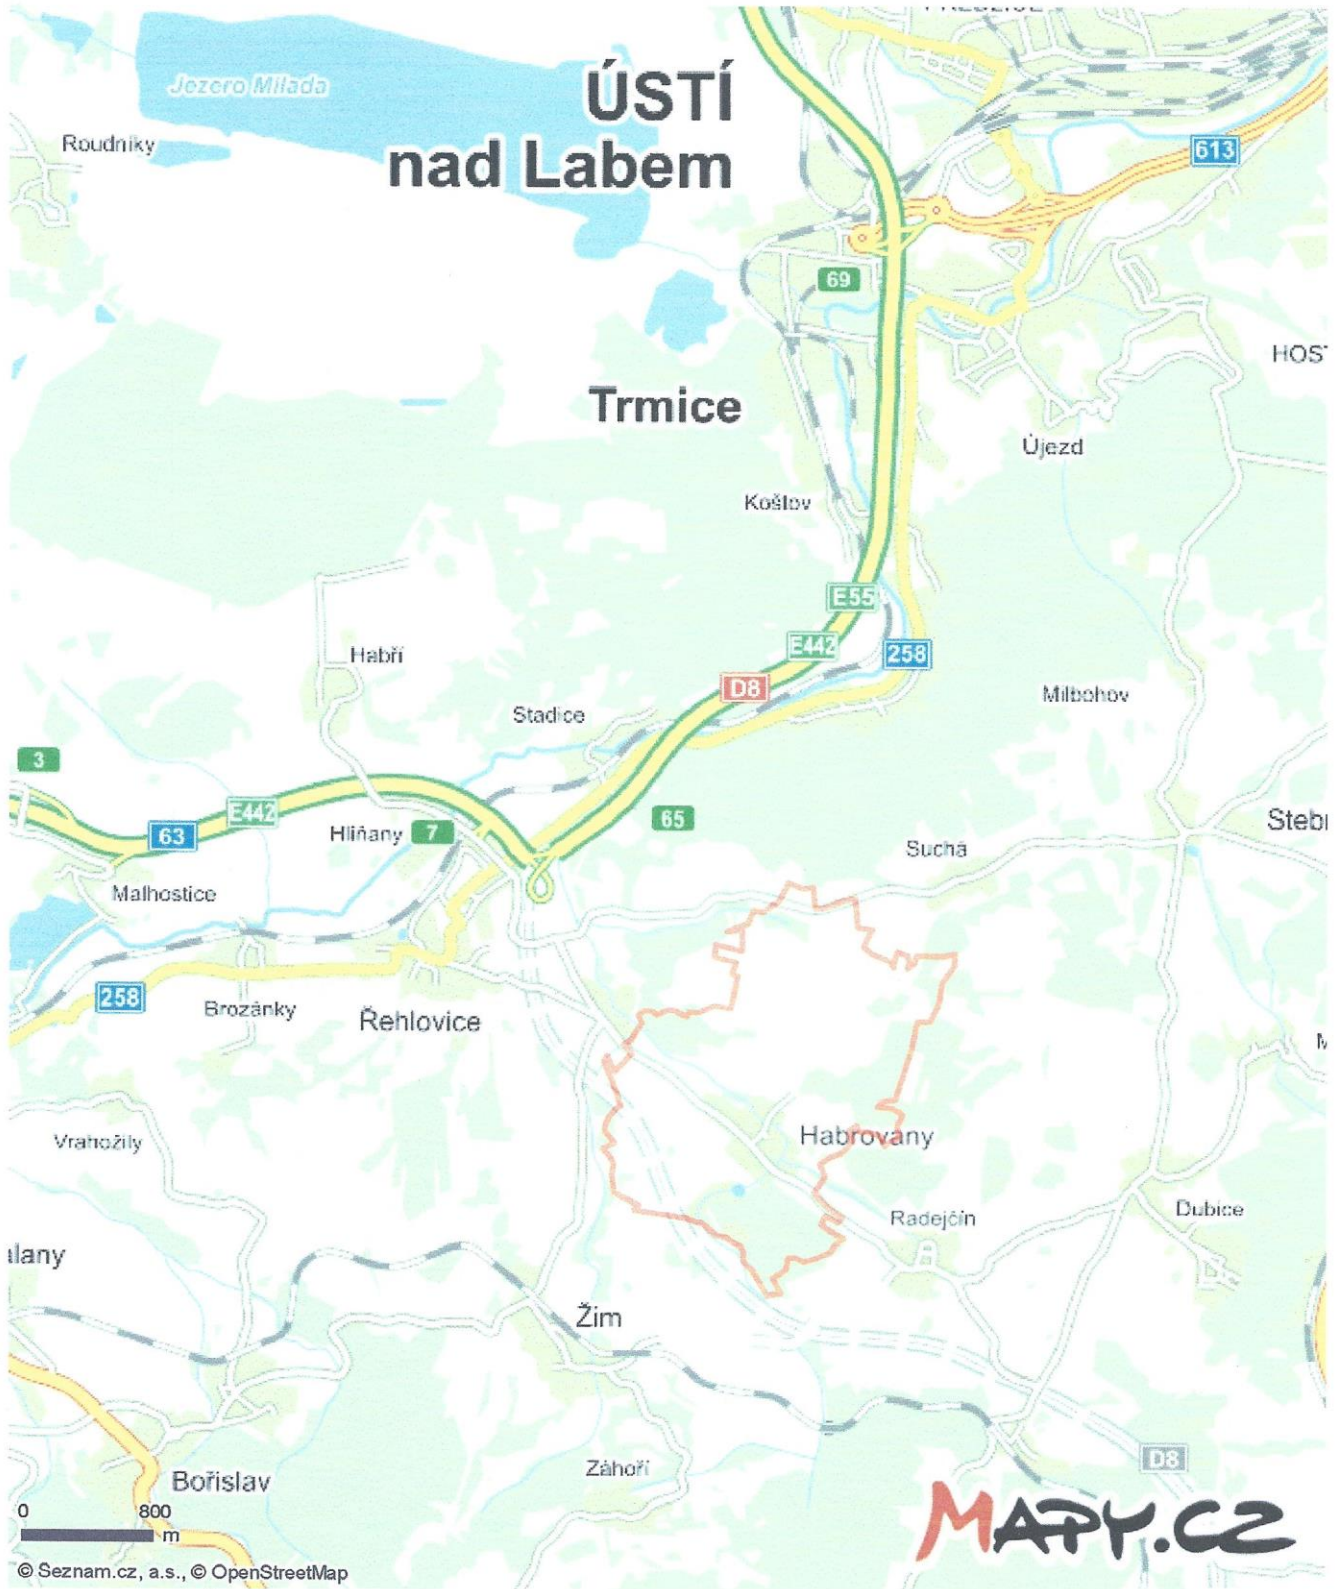 Jezero Milada
ÚSTÍ
nad Labem
Roudníky
613
69
HOS
Trmice
Újezd
Koštov
E55
E442
258
Habří
D8
Milbohov
Stadice
3
E442
63
Hliňany
7
65
Suchá
Malhostice
258
Brozánky
Řehlovice
Vrahožily
Habrovany
Radejčín
Dubice
Žim
Záhoří
D8
Bořislav
0 800
m
MAPY.CZ
© Seznam.cz, a.s., © OpenStreetMap